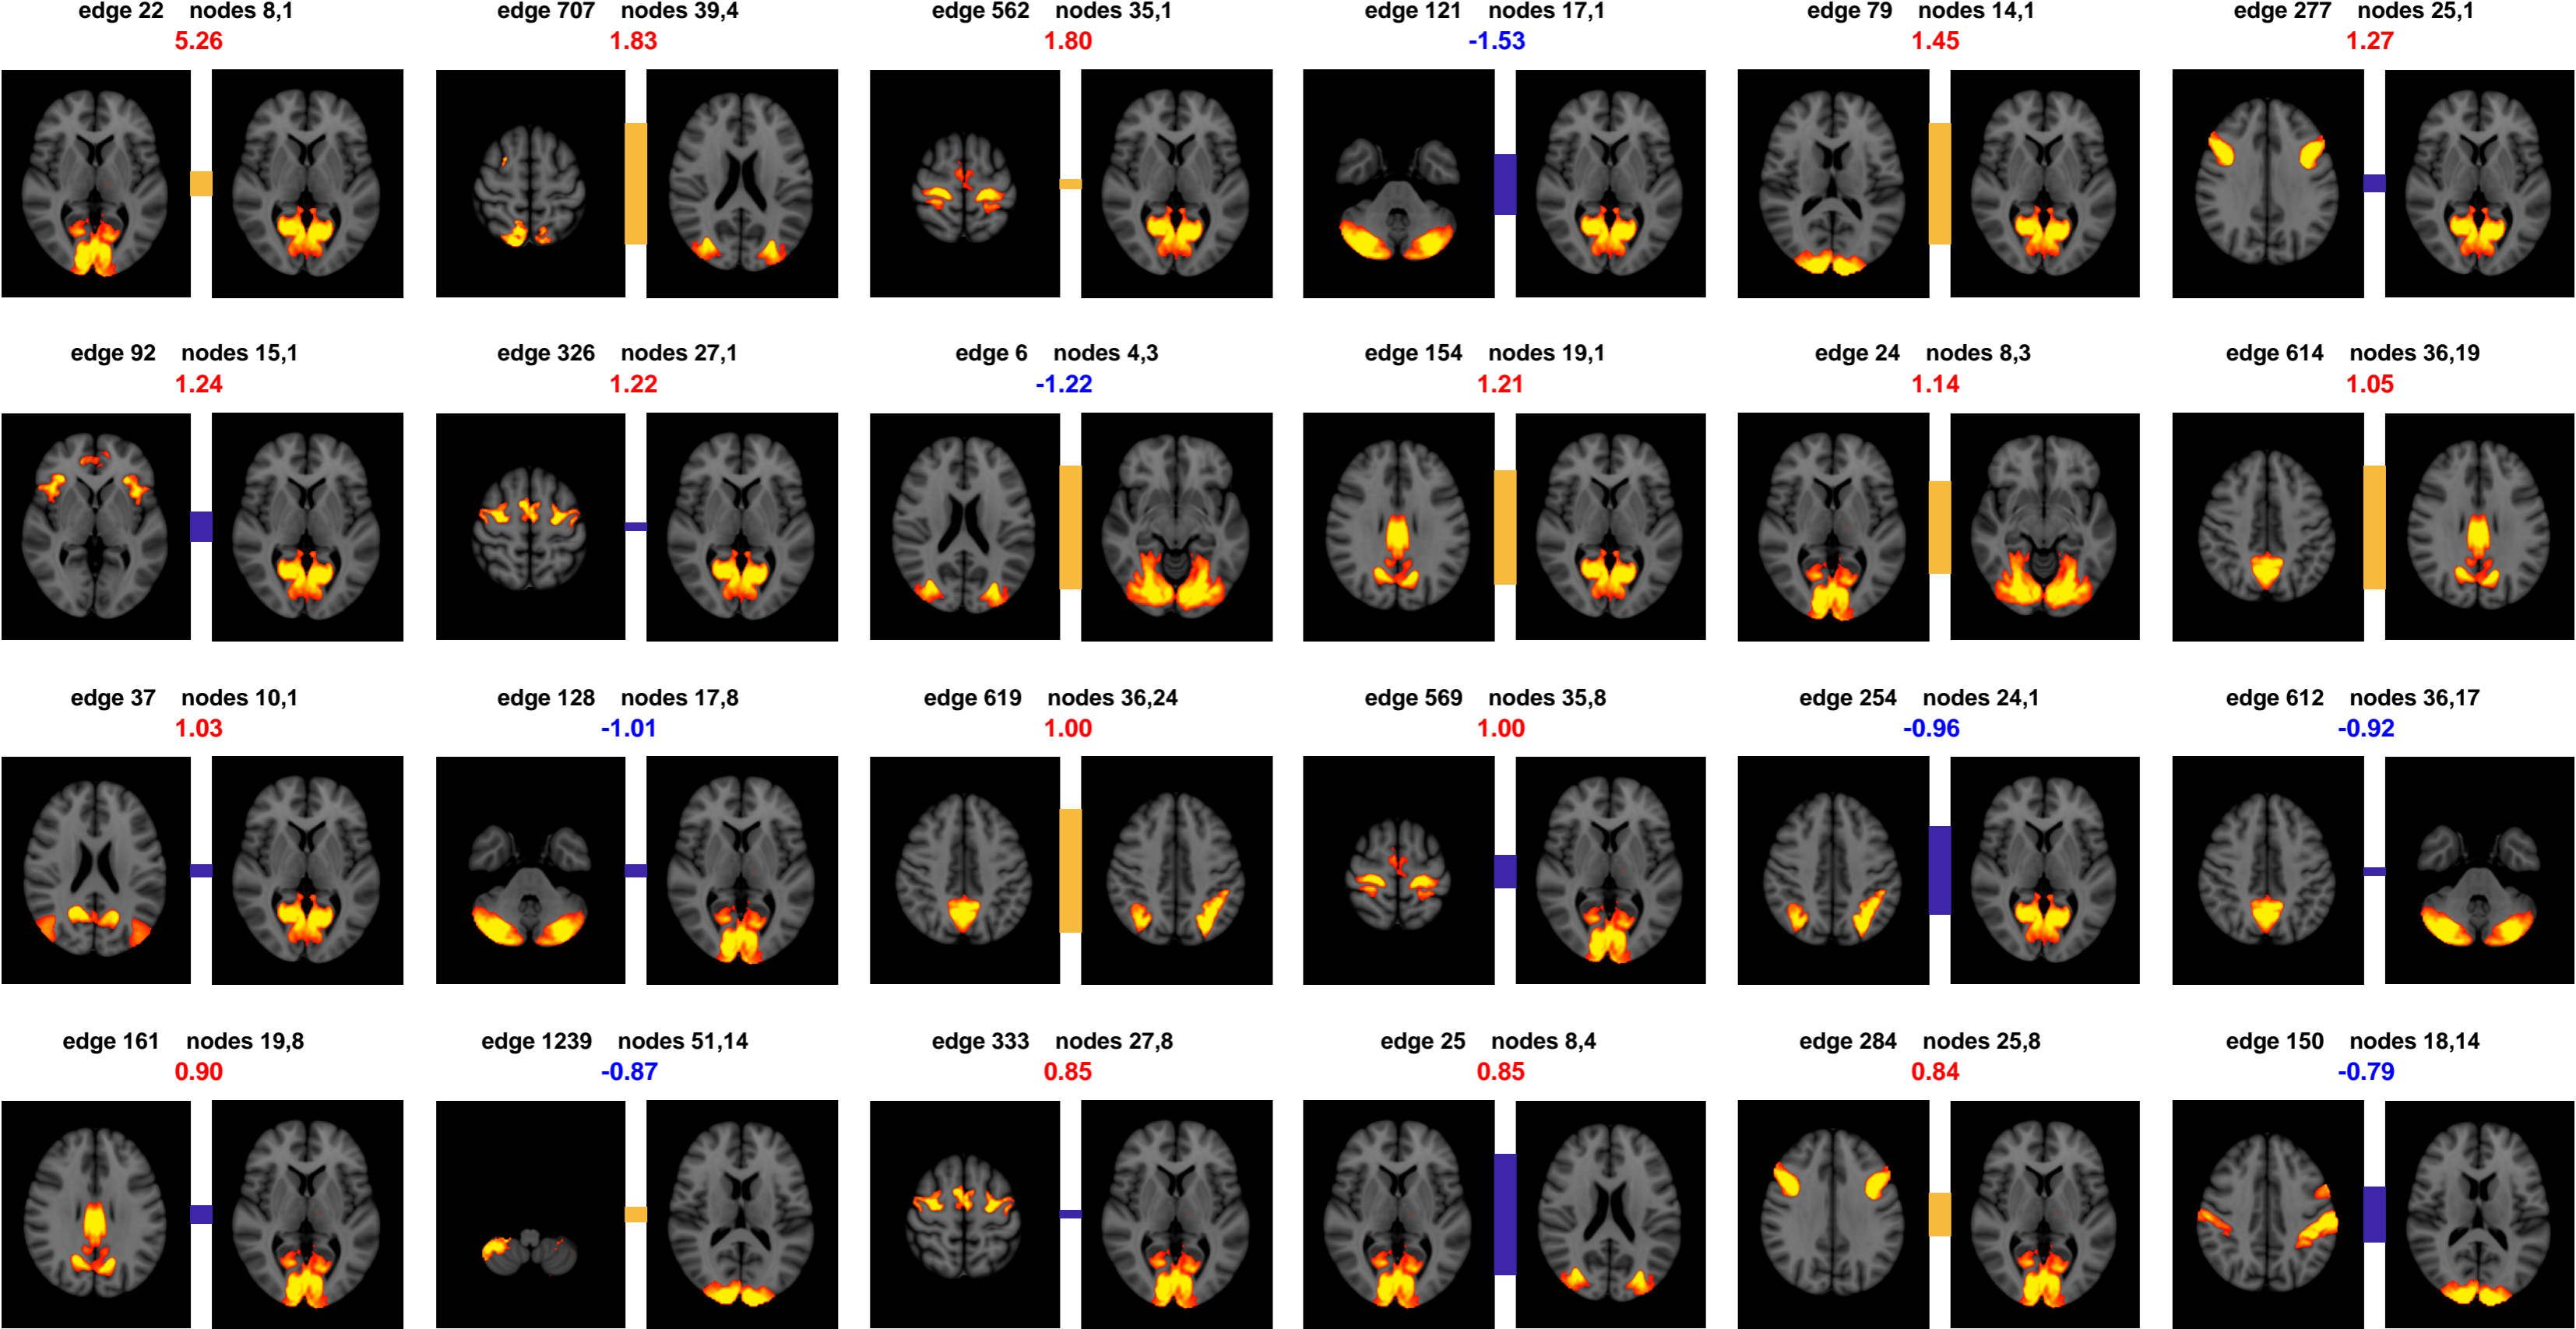 edge 22 nodes 8,1
5.26
edge 707 nodes 39,4
1.83
edge 562 nodes 35,1
1.80
edge 121 nodes 17,1
-1.53
edge 79 nodes 14,1
1.45
edge 277 nodes 25,1
1.27
edge 92 nodes 15,1
1.24
edge 326 nodes 27,1
1.22
edge 6 nodes 4,3
-1.22
edge 154 nodes 19,1
1.21
edge 24 nodes 8,3
1.14
edge 614 nodes 36,19
1.05
edge 37 nodes 10,1
1.03
edge 128 nodes 17,8
-1.01
edge 619 nodes 36,24
1.00
edge 569 nodes 35,8
1.00
edge 254 nodes 24,1
-0.96
edge 612 nodes 36,17
-0.92
edge 161 nodes 19,8
0.90
edge 1239 nodes 51,14
-0.87
edge 333 nodes 27,8
0.85
edge 25 nodes 8,4
0.85
edge 284 nodes 25,8
0.84
edge 150 nodes 18,14
-0.79